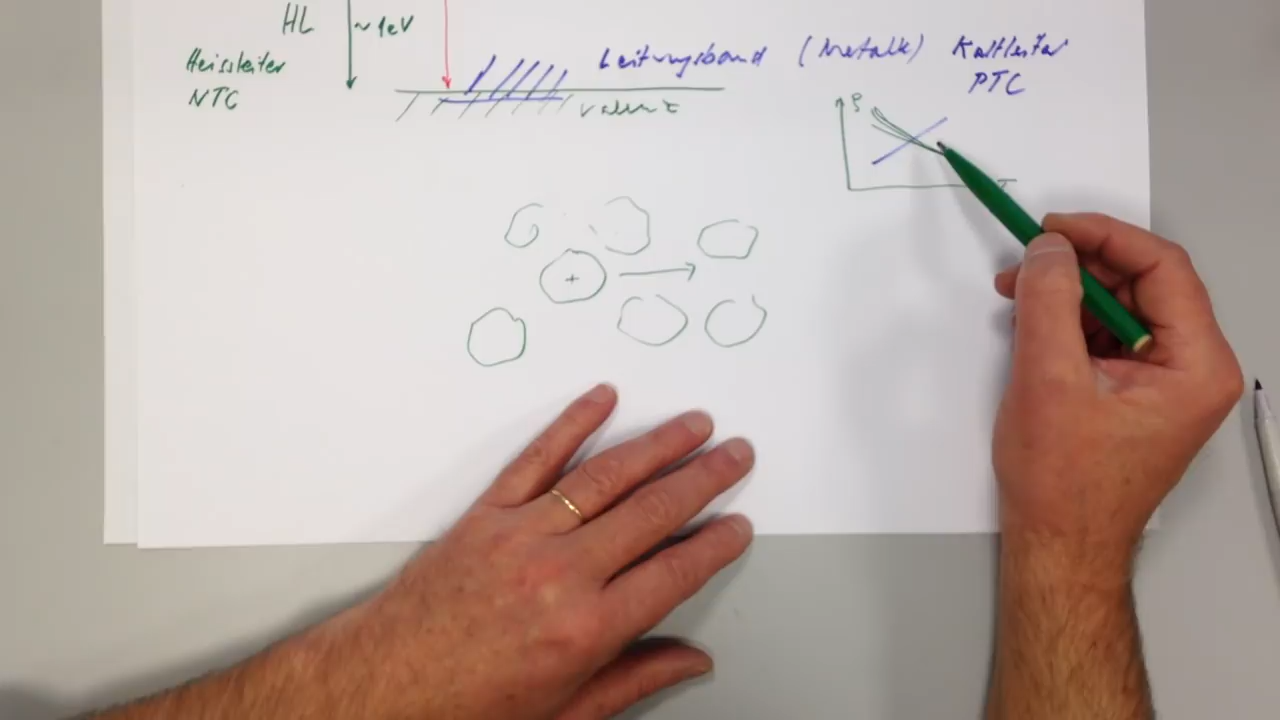 HL ~1eV
Heissleiter
NTC
Leitungsband (Metalle) Kaltleiter
PTC
Valenz
ρ
T
+